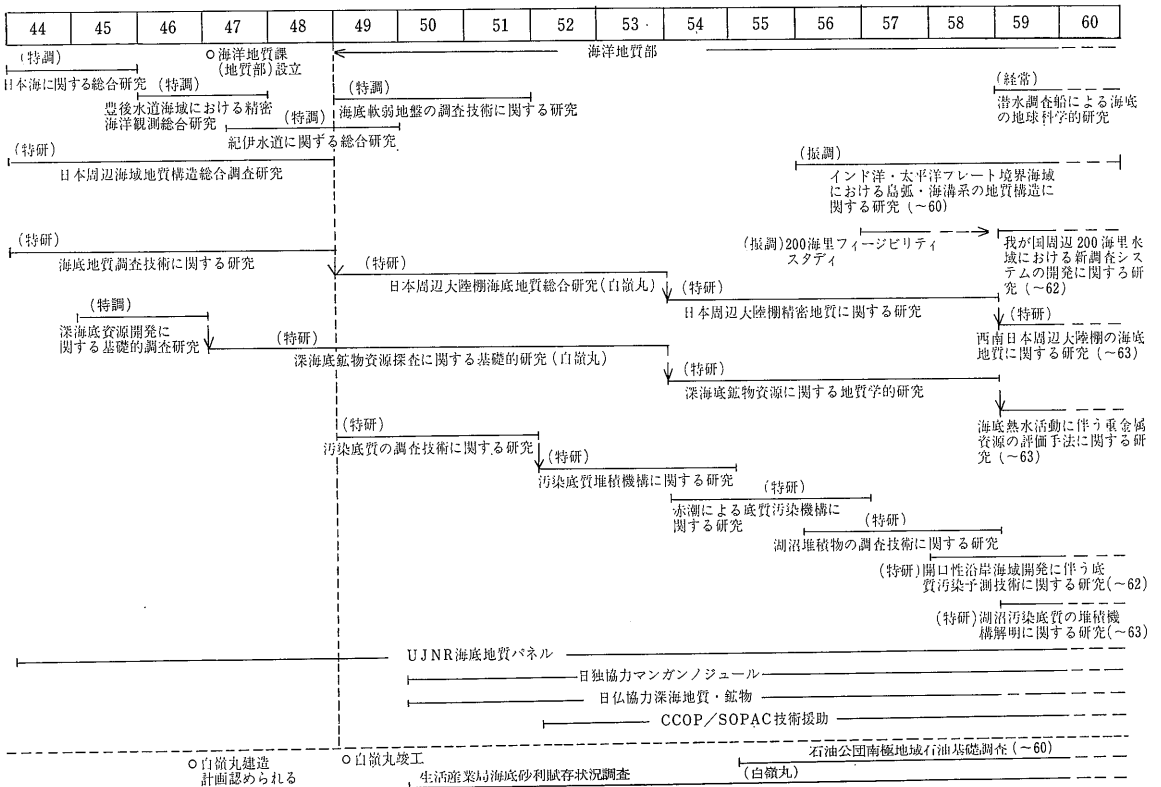 44 45 46 47 48 49 50 51 52 53 54 55 56 57 58 59 60
(特調)
日本海に関する総合研究
海洋地質課
(地質部)設立
海洋地質部
(特調)
豊後水道海域における精密
海洋観測総合研究
(特調)
海底軟弱地盤の調査技術に関する研究
(経常)
潜水調査船による海底
の地球科学的研究
(特調)
紀伊水道に関する総合研究
(特研)
日本周辺海域地質構造総合調査研究
(振調)
インド洋・太平洋プレート境界海域
における島弧・海溝系の地質構造に
関する研究(~60)
(特研)
海底地質調査技術に関する研究
(振調)200海里フィージビリティ
スタディ
我が国周辺200海里水
域における新調査シス
テムの開発に関する研
究(~62)
(特研)
日本周辺大陸棚海底地質総合研究(白嶺丸)
(特研)
日本周辺大陸棚精密地質に関する研究
(特研)
西南日本周辺大陸棚の海底
地質に関する研究(~63)
(特調)
深海底資源開発に
関する基礎的調査研究
(特研)
深海底鉱物資源探査に関する基礎的研究(白嶺丸)
(特研)
深海底鉱物資源に関する地質学的研究
海底熱水活動に伴う重金属
資源の評価手法に関する研
究(~63)
(特研)
汚染底質の調査技術に関する研究
(特研)
汚染底質堆積機構に関する研究
(特研)
赤潮による底質汚染機構に
関する研究
(特研)
湖沼堆積物の調査技術に関する研究
(特研)開口性沿岸海域開発に伴う底
質汚染予測技術に関する研究(~62)
(特研)湖沼汚染底質の堆積機
構解明に関する研究(~63)
UJNR海底地質パネル
日独協力マンガンノジュール
日仏協力深海地質・鉱物
CCOP/SOPAC技術援助
石油公団南極地域石油基礎調査(~60)
(白嶺丸)
白嶺丸建造
計画認められる
白嶺丸竣工
生活産業局海底砂利賦存状況調査